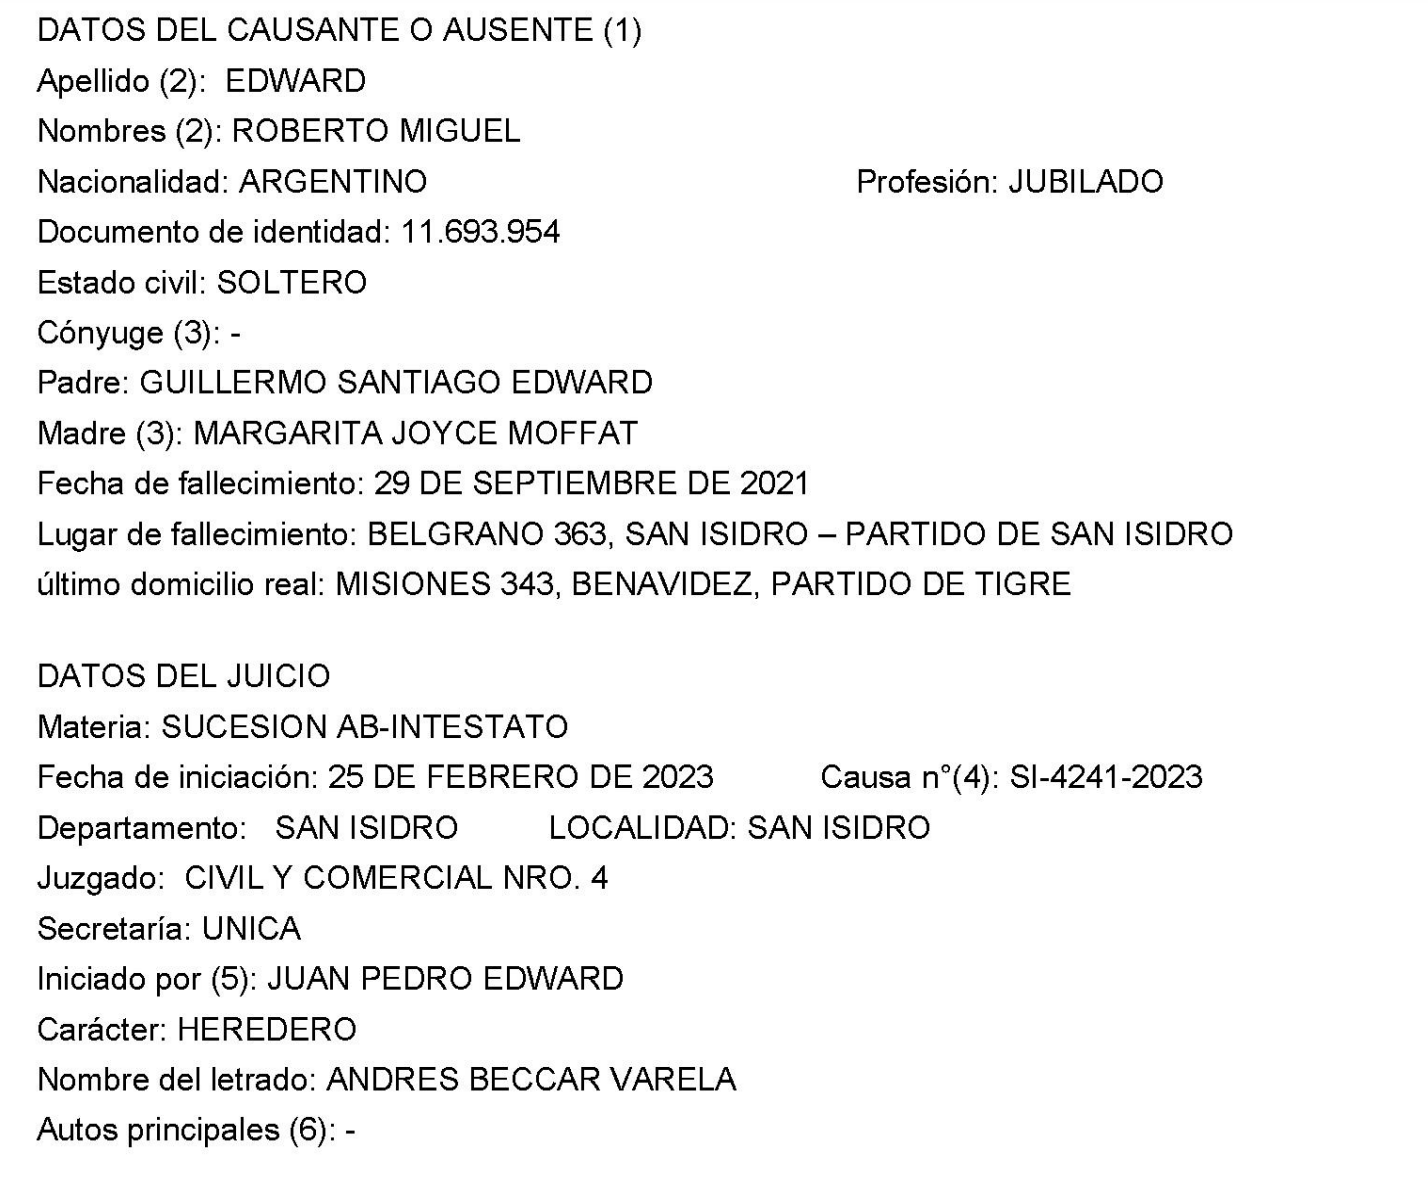 DATOS DEL CAUSANTE O AUSENTE (1)
Apellido (2): EDWARD
Nombres (2): ROBERTO MIGUEL
Nacionalidad: ARGENTINO Profesión: JUBILADO
Documento de identidad: 11.693.954
Estado civil: SOLTERO
Cónyuge (3): -
Padre: GUILLERMO SANTIAGO EDWARD
Madre (3): MARGARITA JOYCE MOFFAT
Fecha de fallecimiento: 29 DE SEPTIEMBRE DE 2021
Lugar de fallecimiento: BELGRANO 363, SAN ISIDRO – PARTIDO DE SAN ISIDRO
último domicilio real: MISIONES 343, BENAVIDEZ, PARTIDO DE TIGRE
DATOS DEL JUICIO
Materia: SUCESION AB-INTESTATO
Fecha de iniciación: 25 DE FEBRERO DE 2023 Causa n°(4): SI-4241-2023
Departamento: SAN ISIDRO LOCALIDAD: SAN ISIDRO
Juzgado: CIVIL Y COMERCIAL NRO. 4
Secretaría: UNICA
Iniciado por (5): JUAN PEDRO EDWARD
Carácter: HEREDERO
Nombre del letrado: ANDRES BECCAR VARELA
Autos principales (6): -